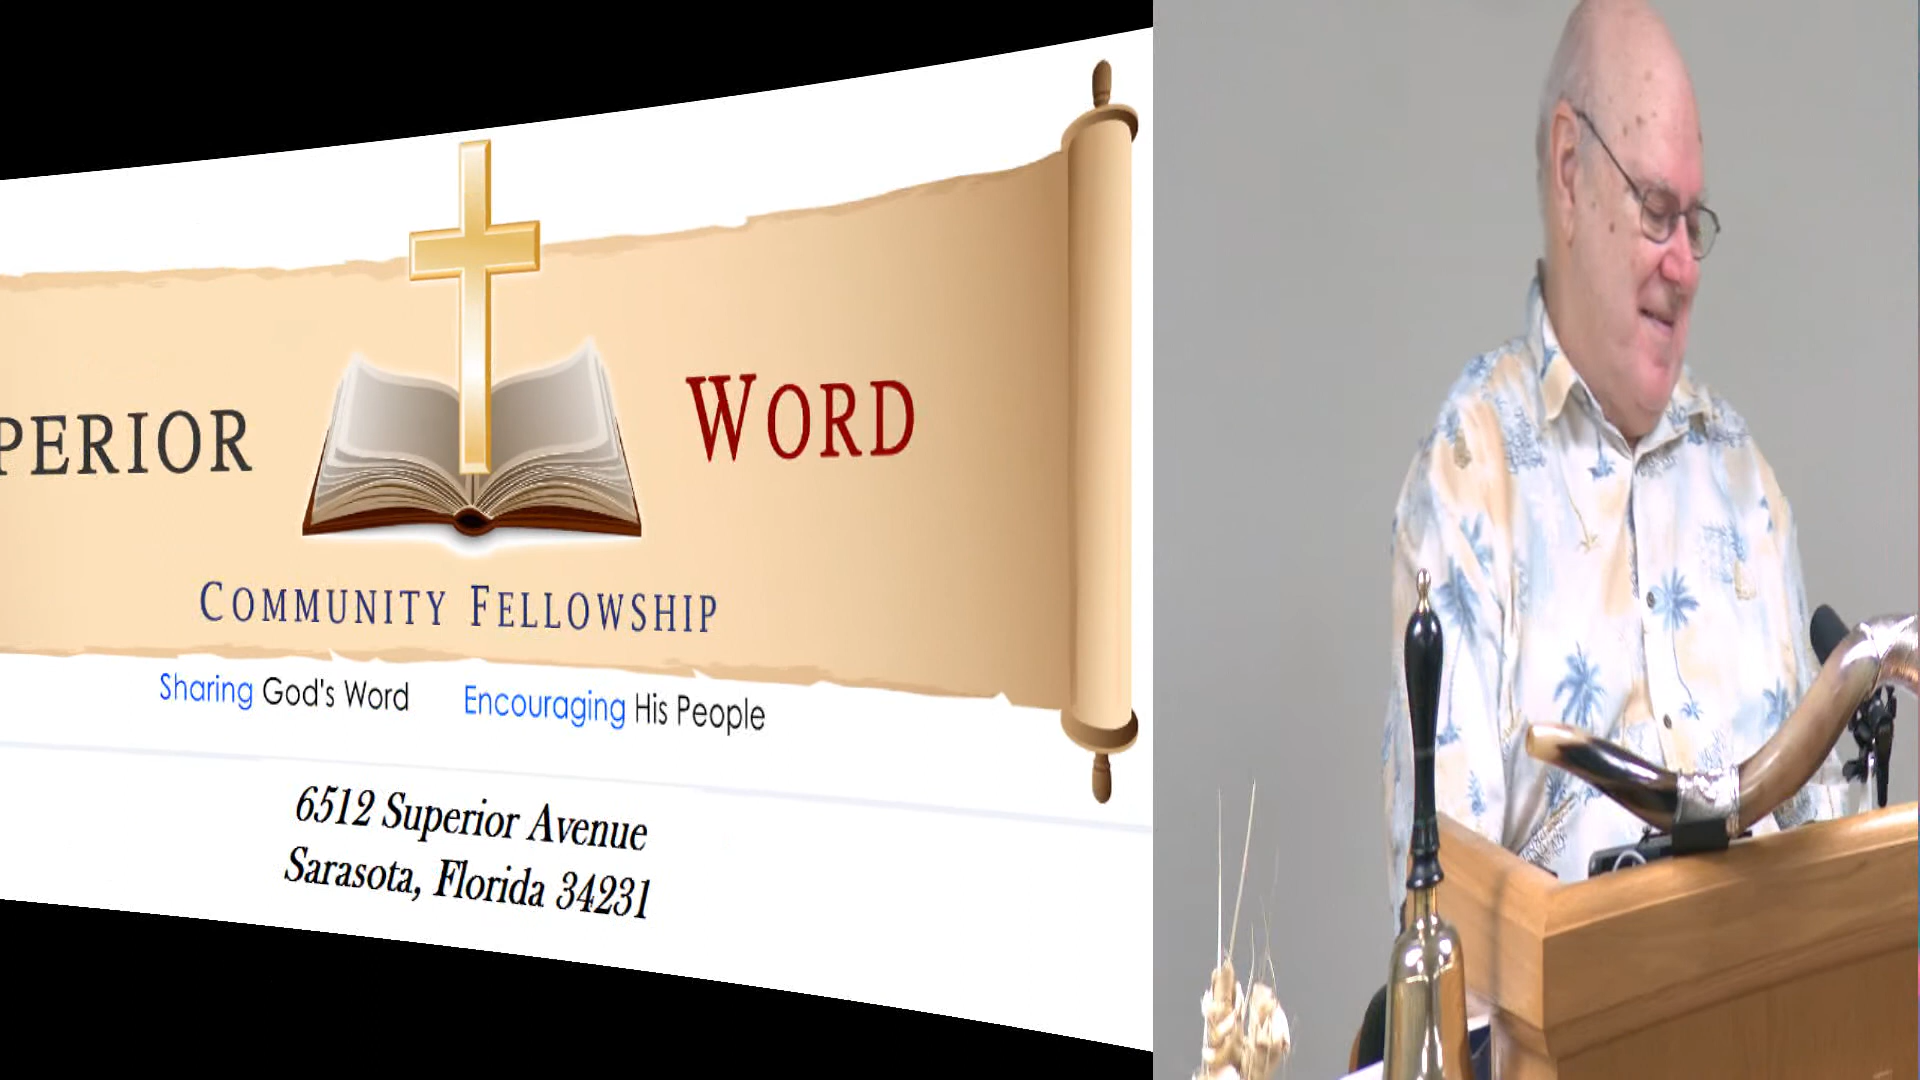 PERIOR WORD
COMMUNITY FELLOWSHIP
Sharing God's Word Encouraging His People
6512 Superior Avenue
Sarasota, Florida 34231